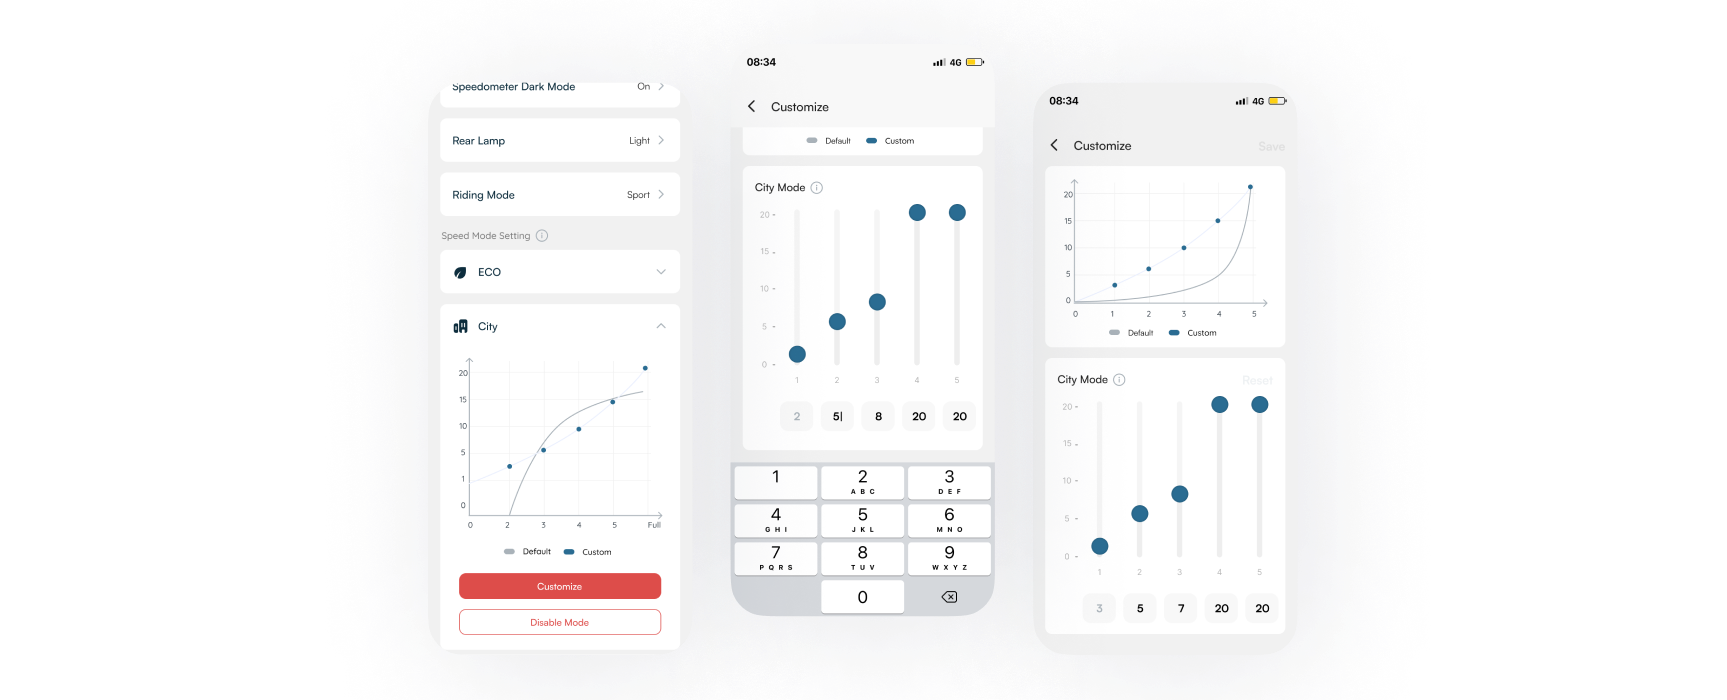 Speedometer Dark Mode On
Rear Lamp Light
Riding Mode Sport
Speed Mode Setting i
ECO
City
20
15
10
5
1
0
0 2 3 4 5 Full
Default Custom
Customize
Disable Mode
08:34 4G
Customize
Default Custom
City Mode i
20
15
10
5
0
1 2 3 4 5
2 5| 8 20 20
1 2 3
ABC DEF
4 5 6
GHI JKL MNO
7 8 9
PQRS TUV WXYZ
0
08:34 4G
Customize Save
20
15
10
5
0
0 1 2 3 4 5
Default Custom
City Mode i Reset
20
15
10
5
0
1 2 3 4 5
3 5 7 20 20